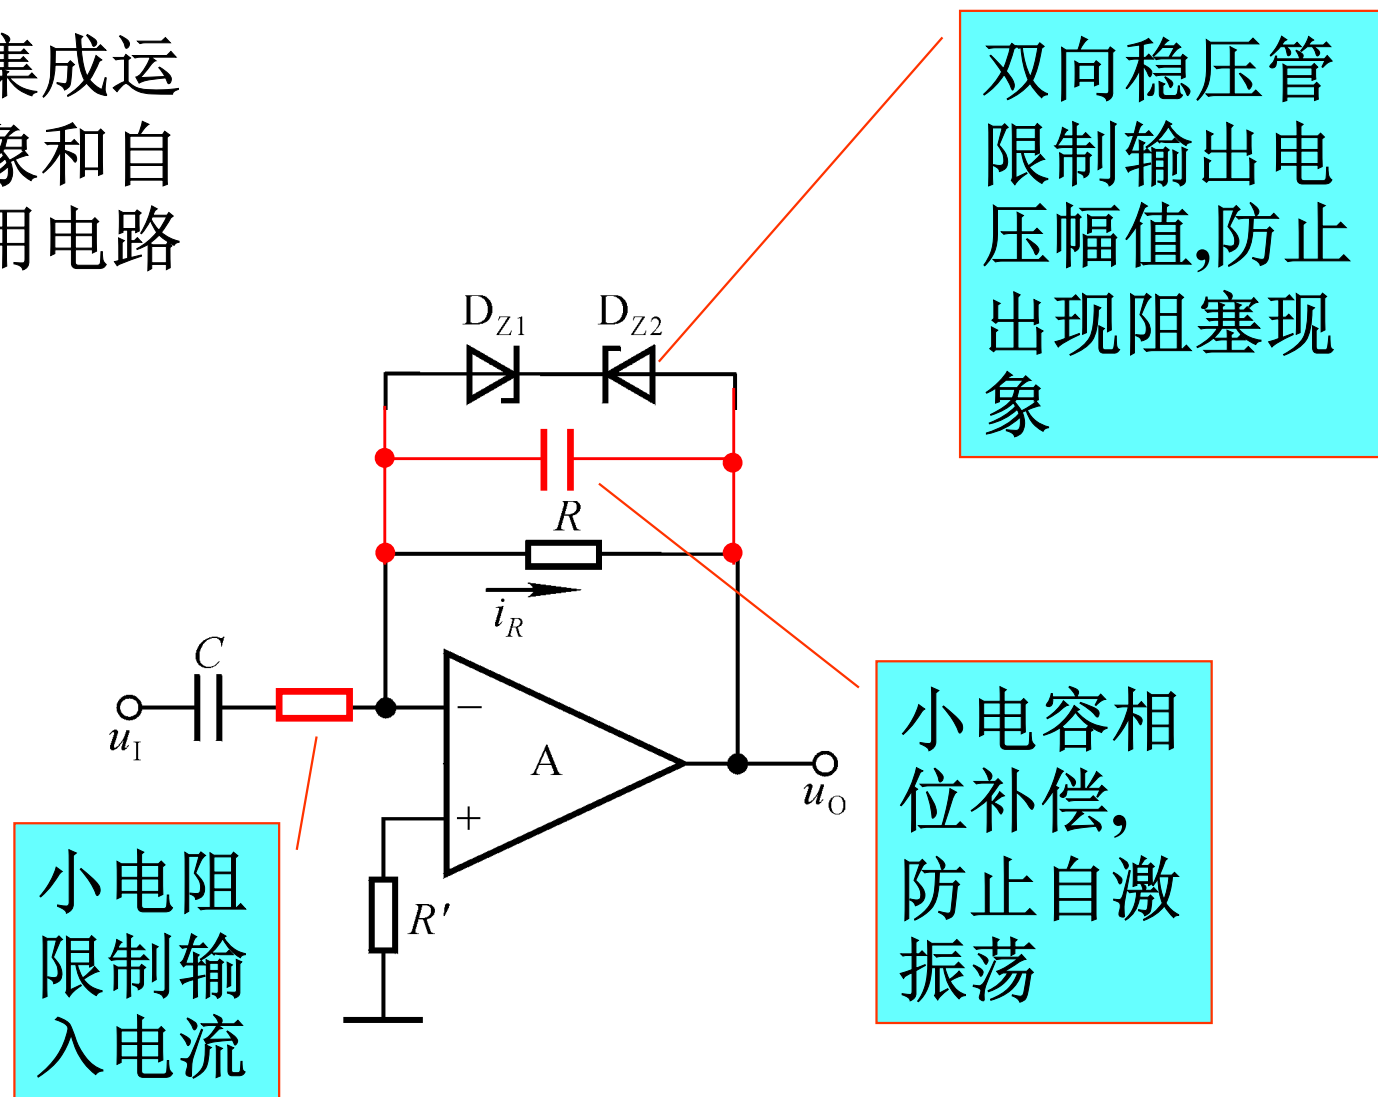 集成运
象和自
用电路
双向稳压管
限制输出电
压幅值,防止
出现阻塞现
象
DZ1
DZ2
R
iR
C
uI
−
A
+
uO
R′
小电容相
位补偿,
防止自激
振荡
小电阻
限制输
入电流